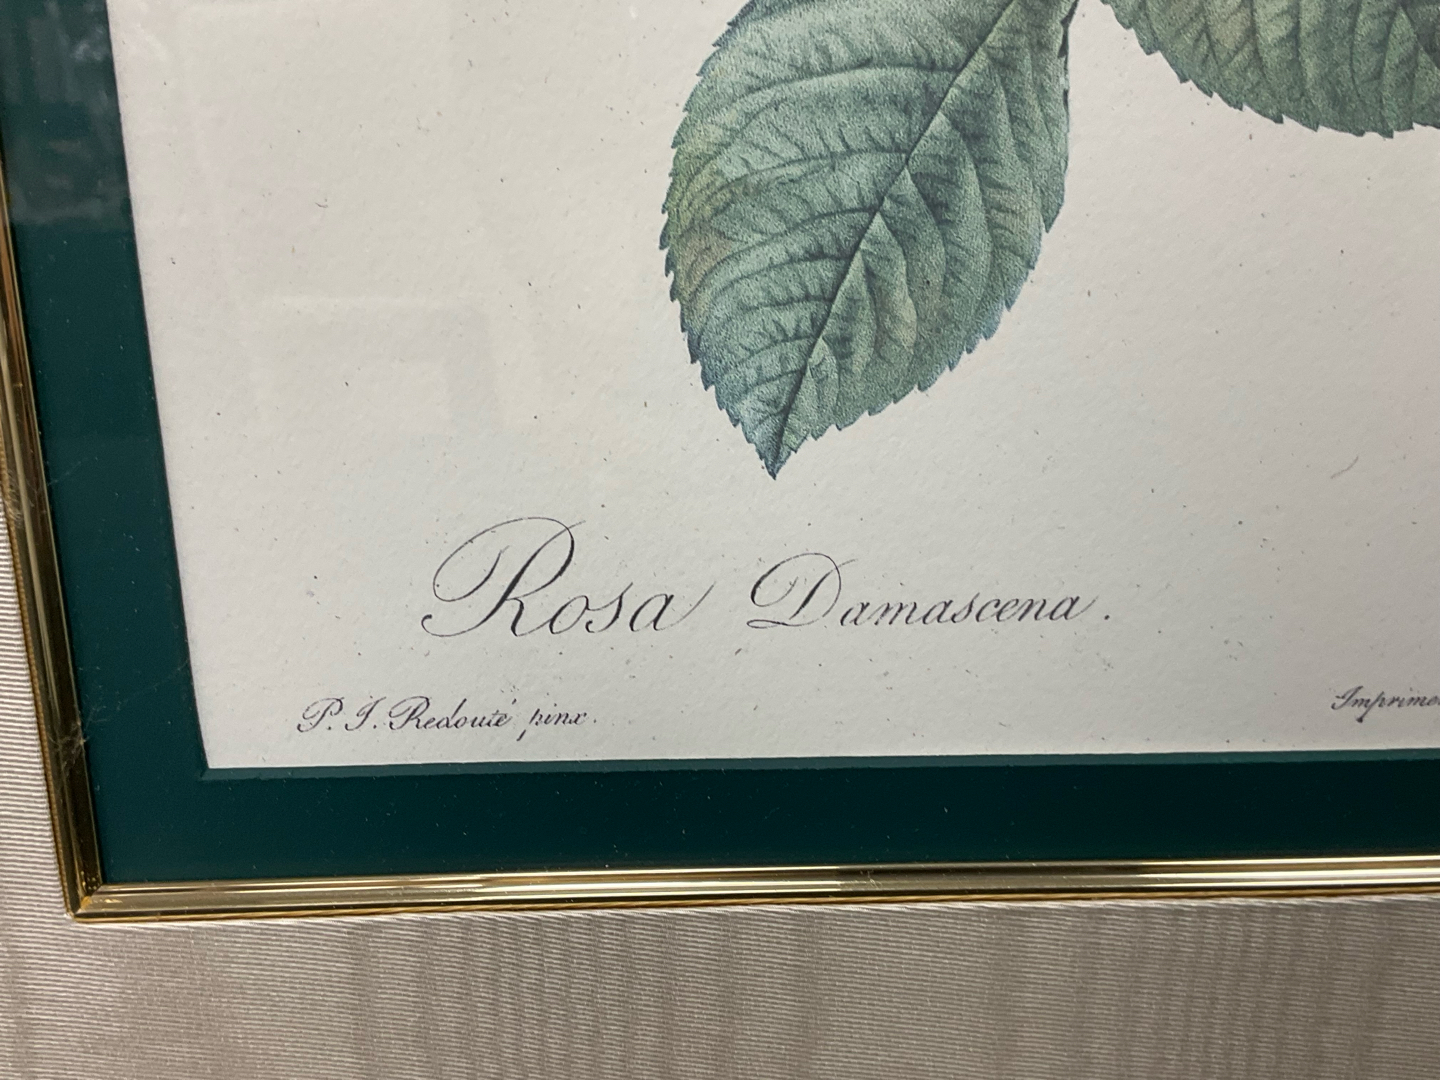 Rosa Damascena.
P. J. Redouté pinx.